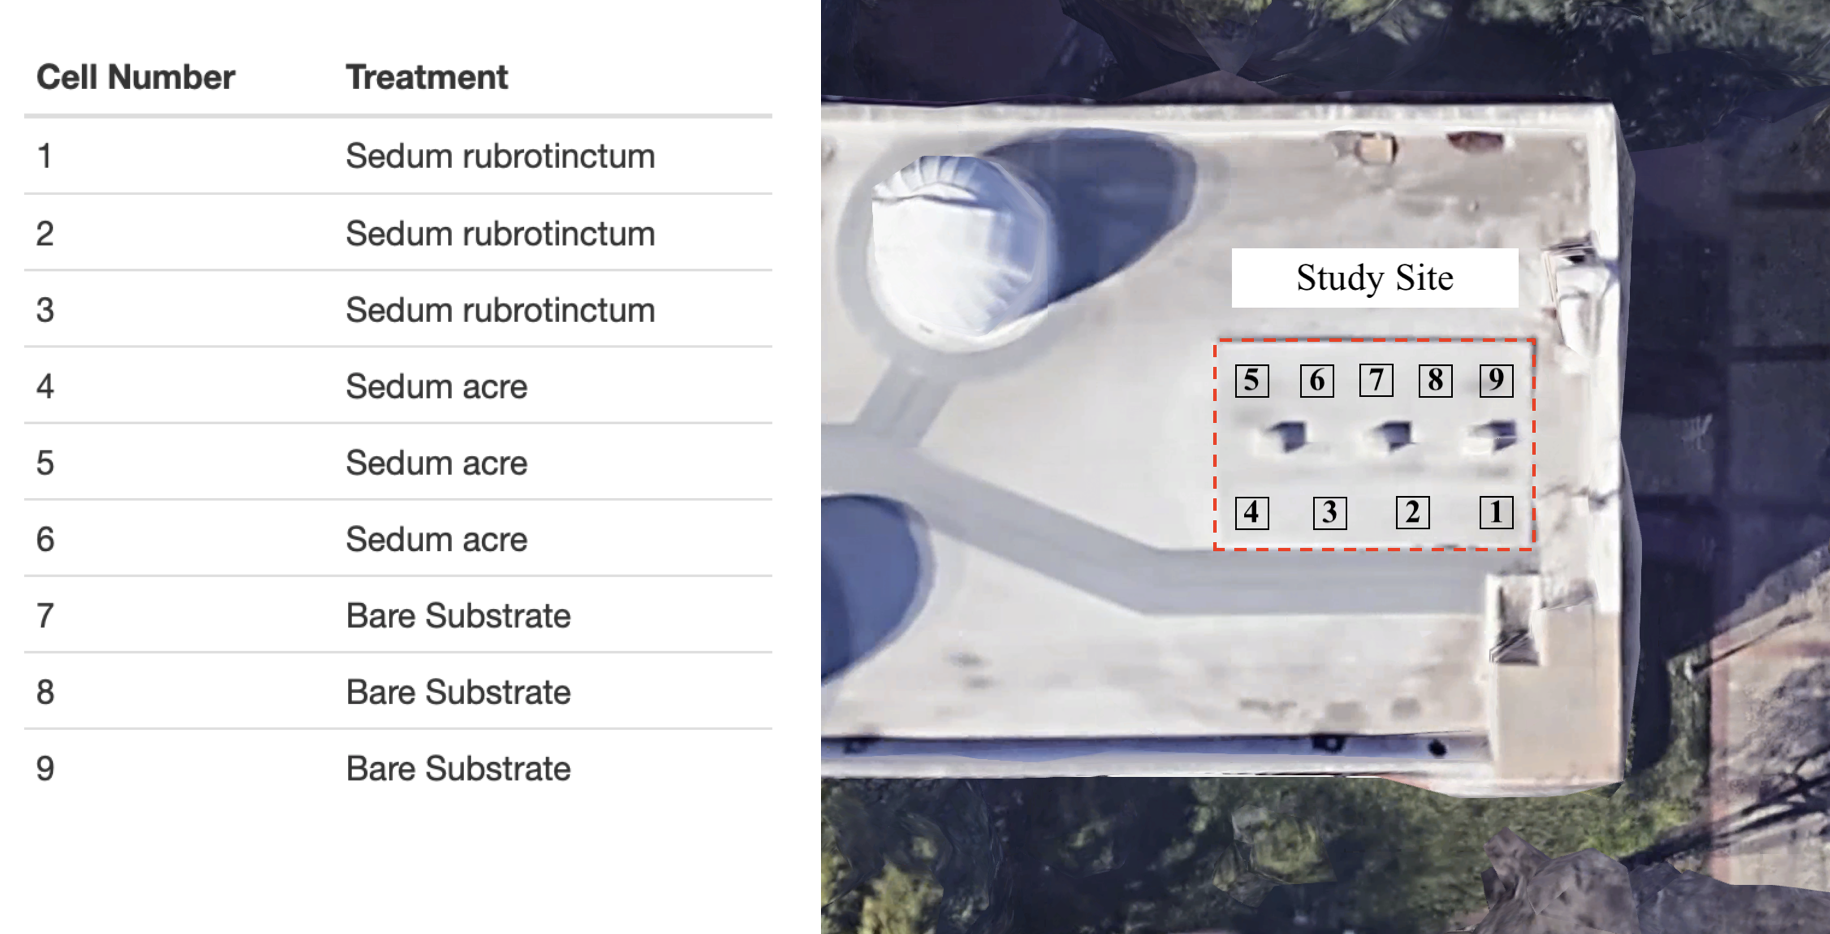 Cell Number Treatment
1 Sedum rubrotinctum
2 Sedum rubrotinctum
3 Sedum rubrotinctum
4 Sedum acre
5 Sedum acre
6 Sedum acre
7 Bare Substrate
8 Bare Substrate
9 Bare Substrate
Study Site
5 6 7 8 9
4 3 2 1